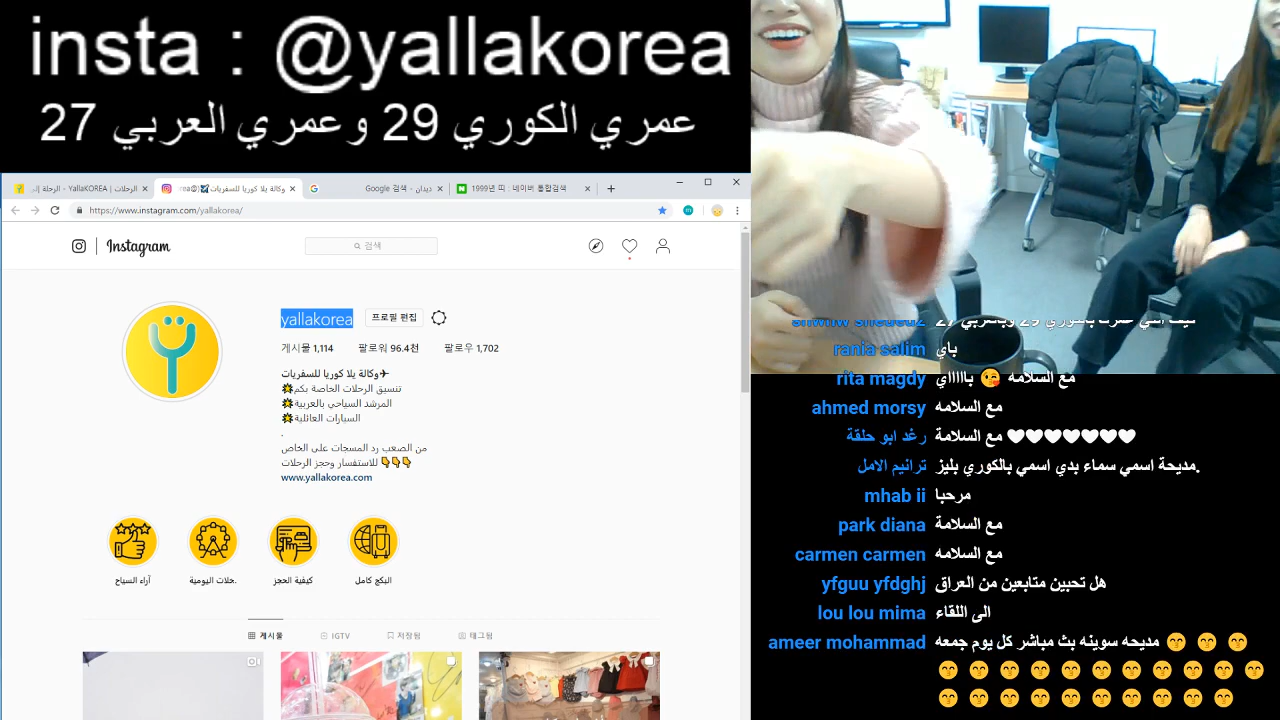 insta : @yallakorea
عمري الكوري 29 وعمري العربي 27
الرحلات | YallaKOREA - الرحلة إلى
وكالة يلا كوريا للسفريات
ديدان - Google 검색
1999년 띠 : 네이버 통합검색
https://www.instagram.com/yallakorea/
Instagram
검색
yallakorea
프로필 편집
게시물 1,114 팔로워 96.4천 팔로우 1,702
وكالة يلا كوريا للسفريات✈
تنسيق الرحلات الخاصة بكم
المرشد السياحي بالعربية
السيارات العائلية
.
من الصعب رد المسجات على الخاص
للاستفسار وحجز الرحلات 👇👇👇
www.yallakorea.com
آراء السياح
كيفية الحجز
البكج كامل
게시물
IGTV
저장됨
태그됨
rania salim باي
rita magdy مع السلامه 😘 باااااي
ahmed morsy مع السلامه
رغد ابو حلقة مع السلامة 🤍🤍🤍🤍🤍🤍🤍
ترانيم الامل مديحة اسمي سماء بدي اسمي بالكوري بليز.
mhab ii مرحبا
park diana مع السلامة
carmen carmen مع السلامه
yfguu yfdghj هل تحبين متابعين من العراق
lou lou mima الى اللقاء
ameer mohammad مديحه سوينه بث مباشر كل يوم جمعه 😙 😙 😙
😙 😙 😙 😙 😙 😙 😙 😙 😙 😙 😙
😙 😙 😙 😙 😙 😙 😙 😙 😙 😙